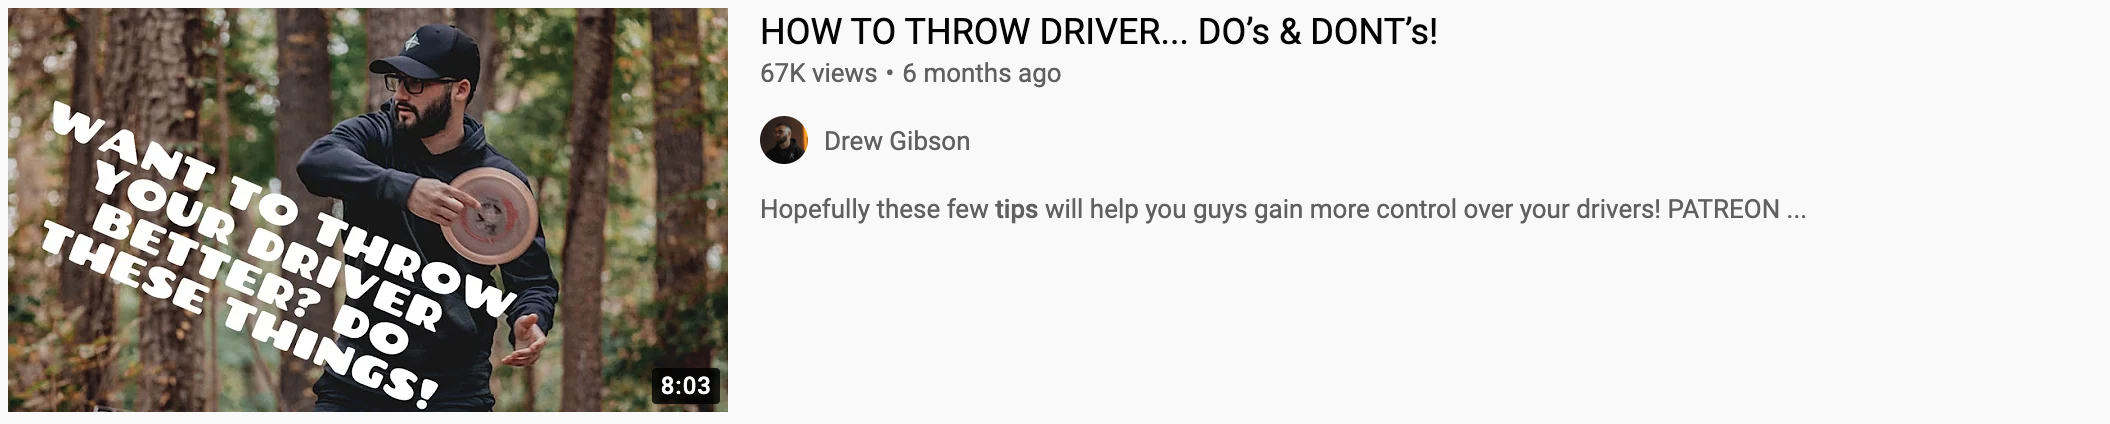 WANT TO THROW
YOUR DRIVER
BETTER? DO
THESE THINGS!
8:03
HOW TO THROW DRIVER... DO’s & DONT’s!
67K views • 6 months ago
Drew Gibson
Hopefully these few tips will help you guys gain more control over your drivers! PATREON ...